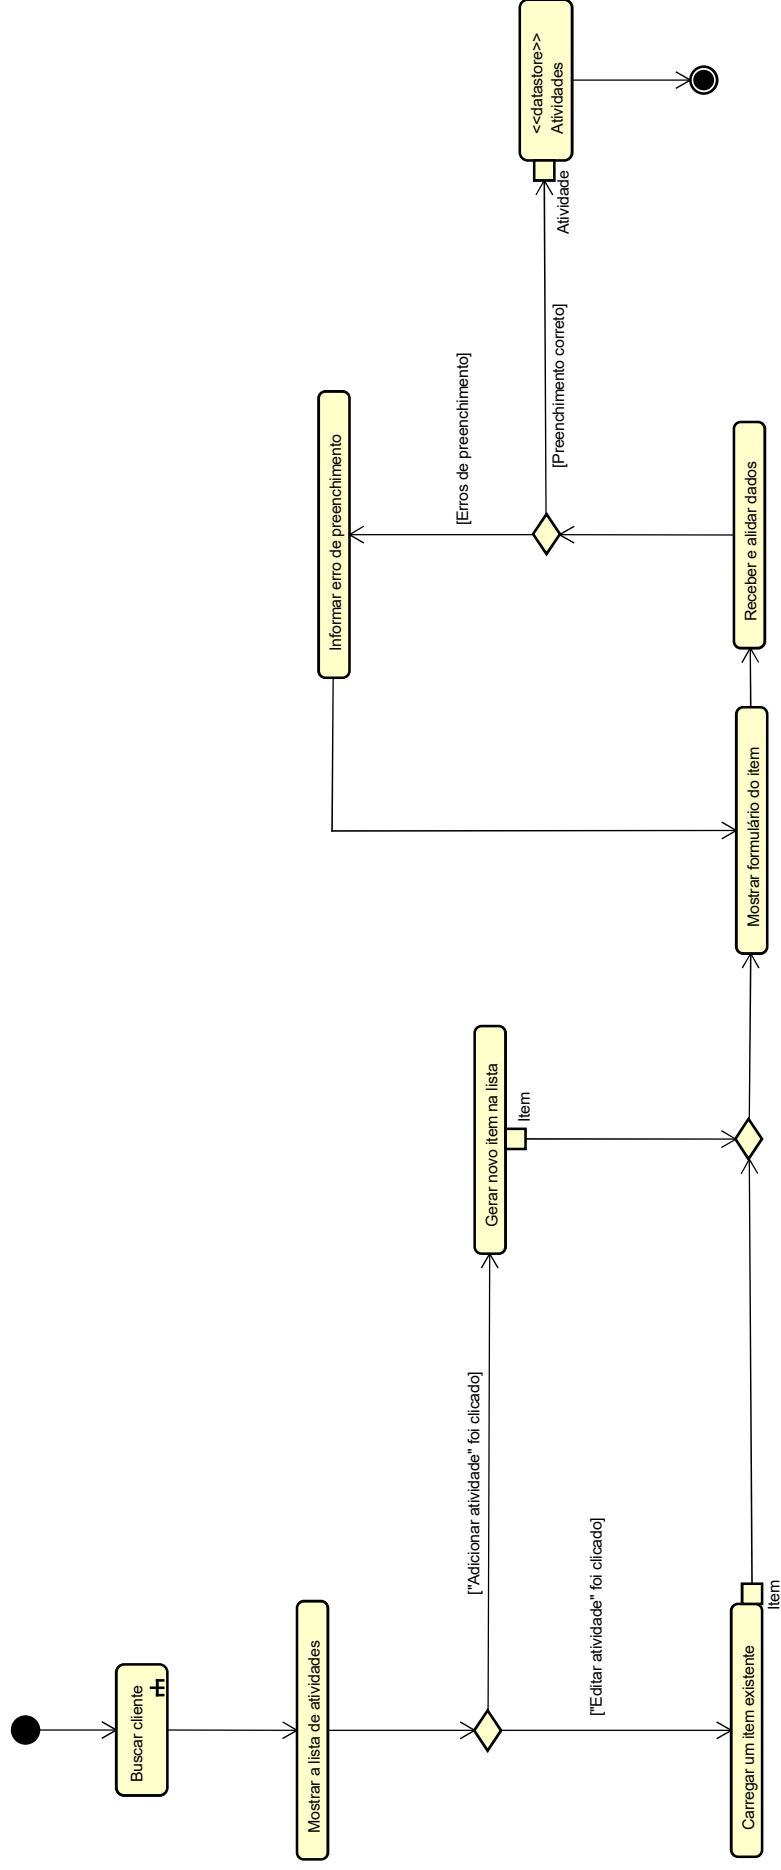 Buscar cliente
Mostrar a lista de atividades
["Adicionar atividade" foi clicado]
["Editar atividade" foi clicado]
Carregar um item existente
Item
Gerar novo item na lista
Item
Mostrar formulário do item
Receber e alidar dados
[Erros de preenchimento]
Informar erro de preenchimento
[Preenchimento correto]
Atividade
<<datastore>>
Atividades